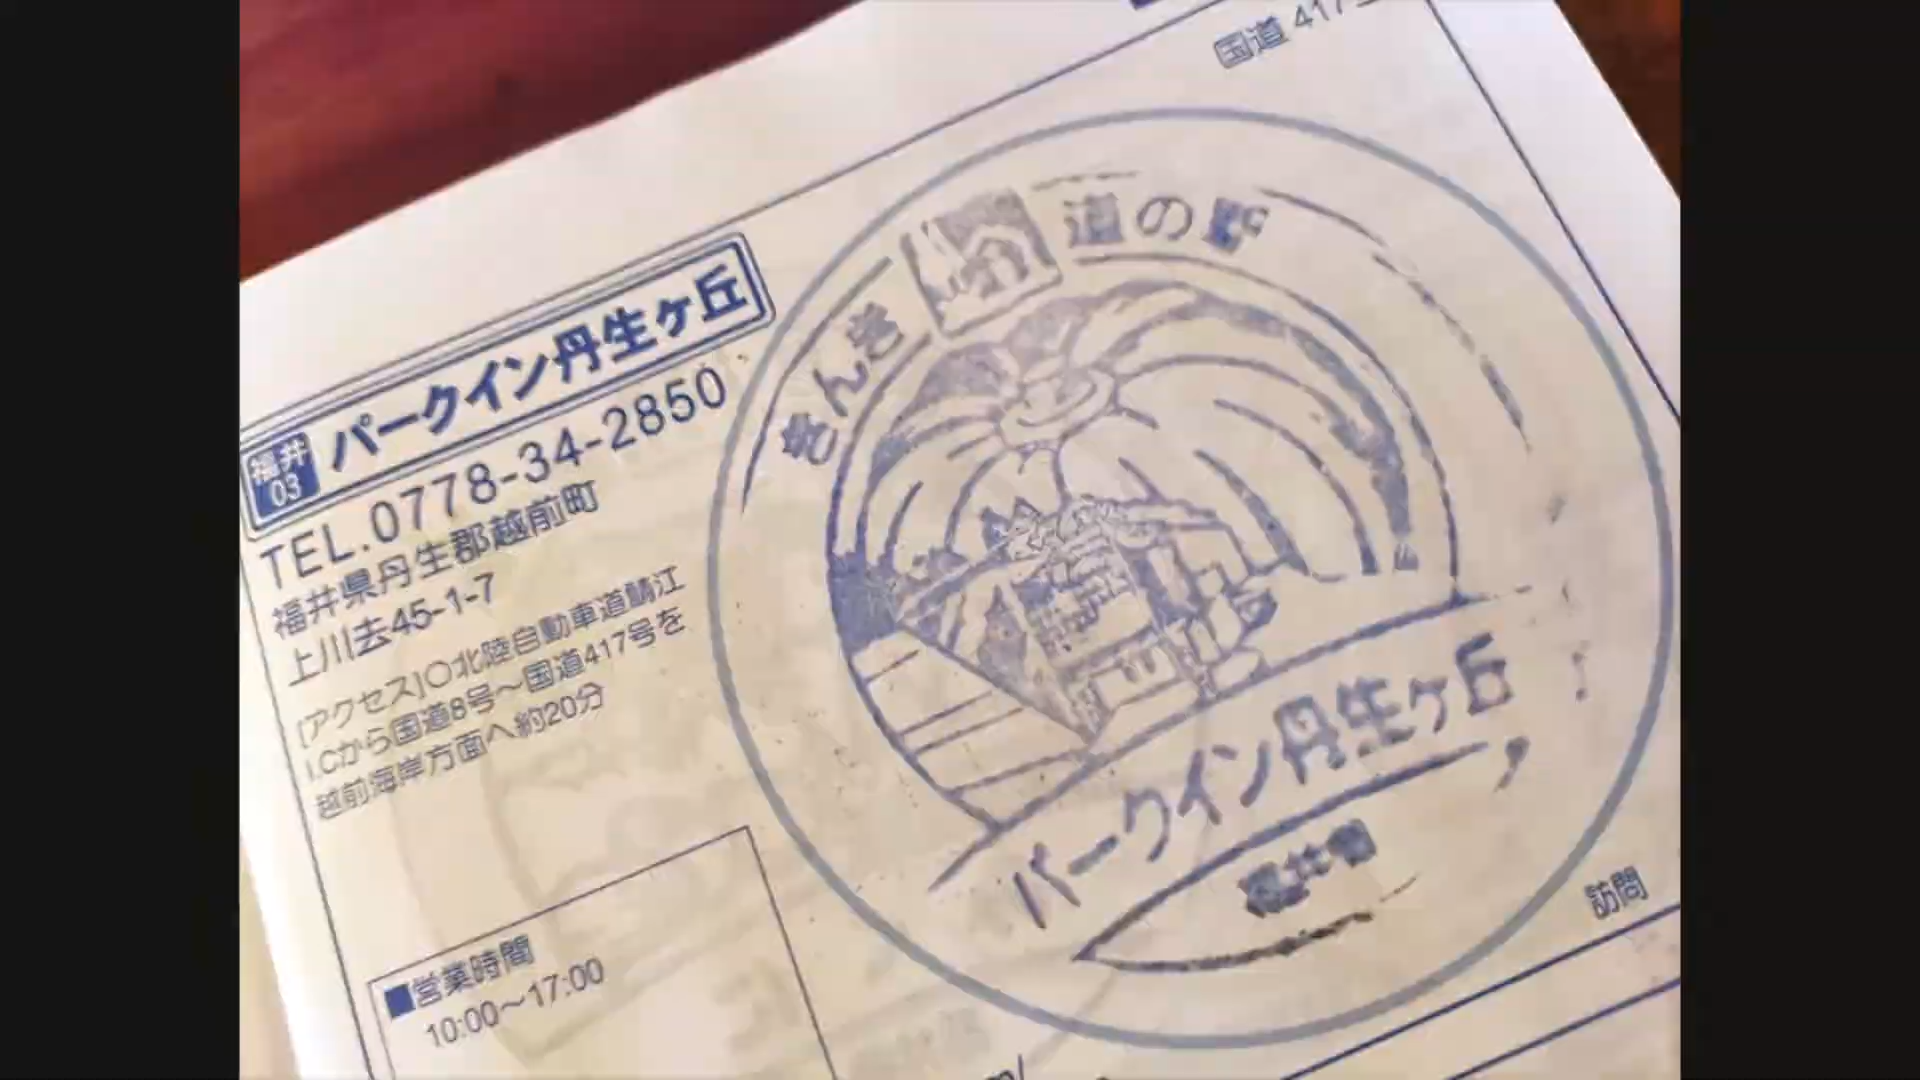 国道 417
福井
03
パークイン丹生ヶ丘
TEL.0778-34-2850
福井県丹生郡越前町
上川去45-1-7
[アクセス]○北陸自動車道鯖江
I.Cから国道8号～国道417号を
越前海岸方面へ約20分
■営業時間
10:00～17:00
きんき 道の駅
パークイン丹生ヶ丘
福井県
訪問